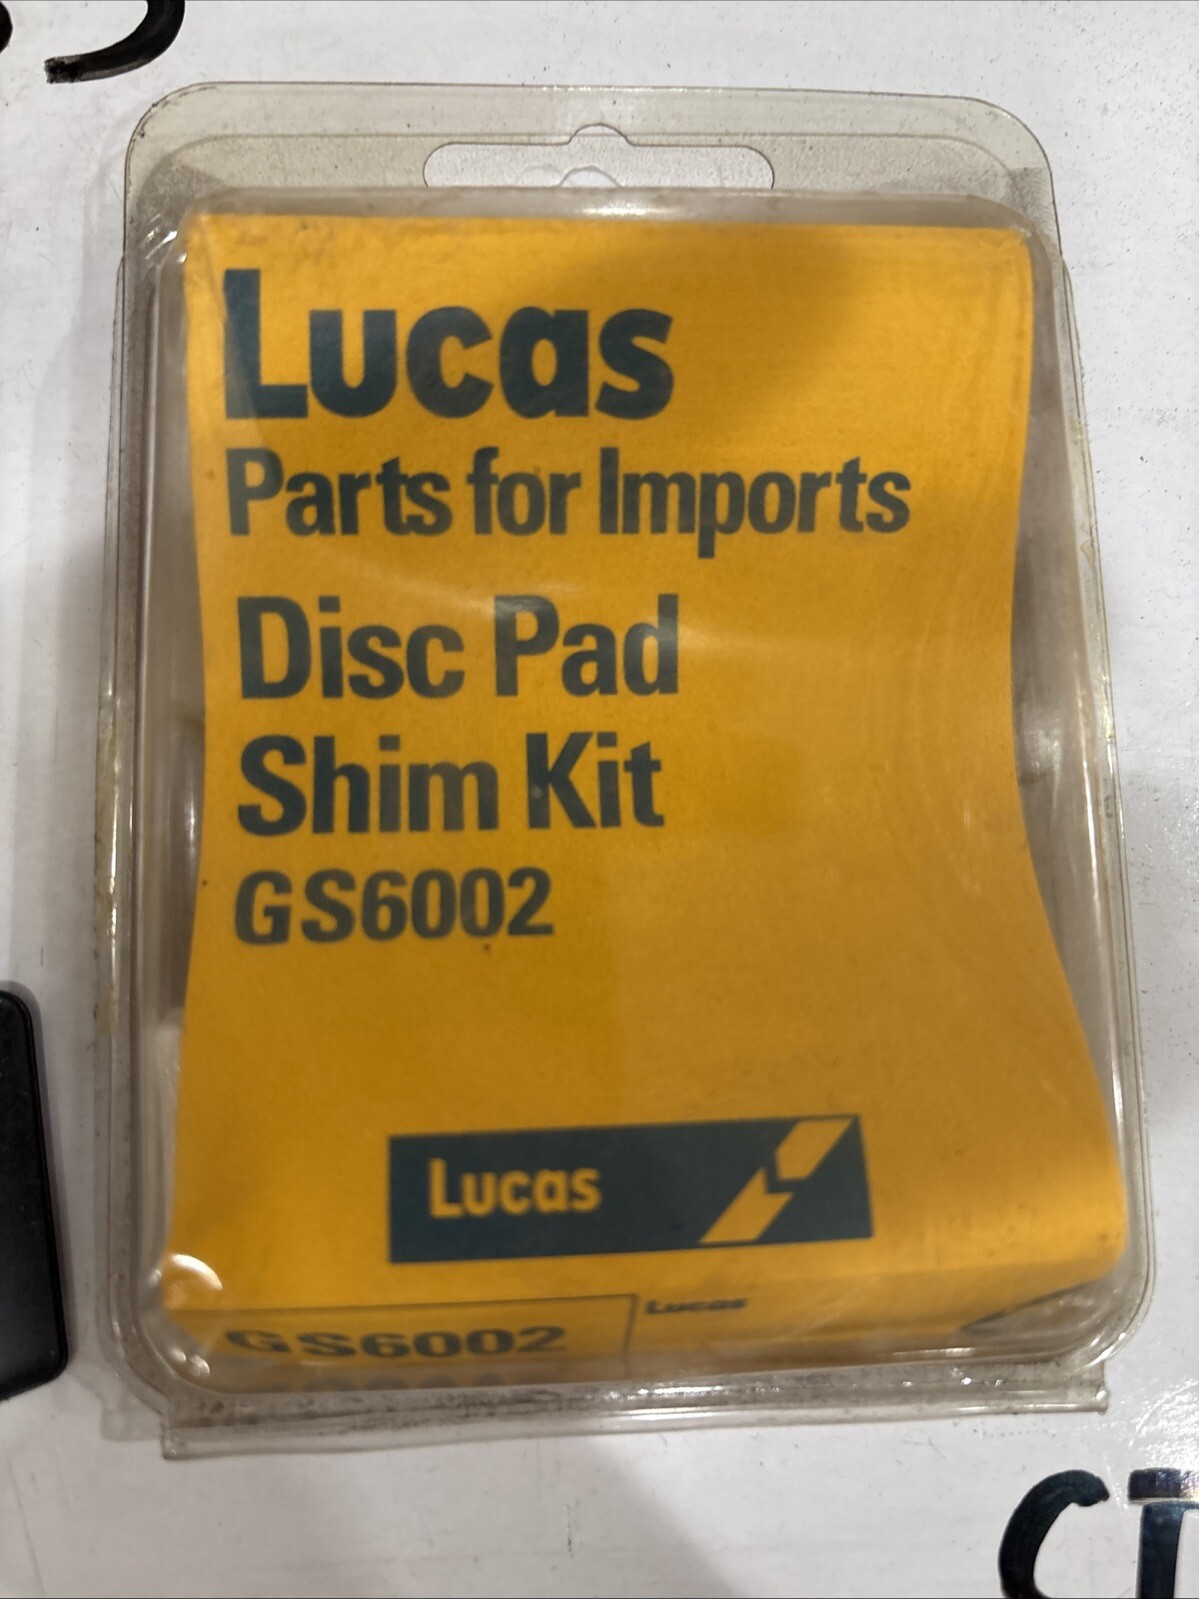 Lucas
Parts for Imports
Disc Pad
Shim Kit
GS6002
Lucas
GS6002
Lucas